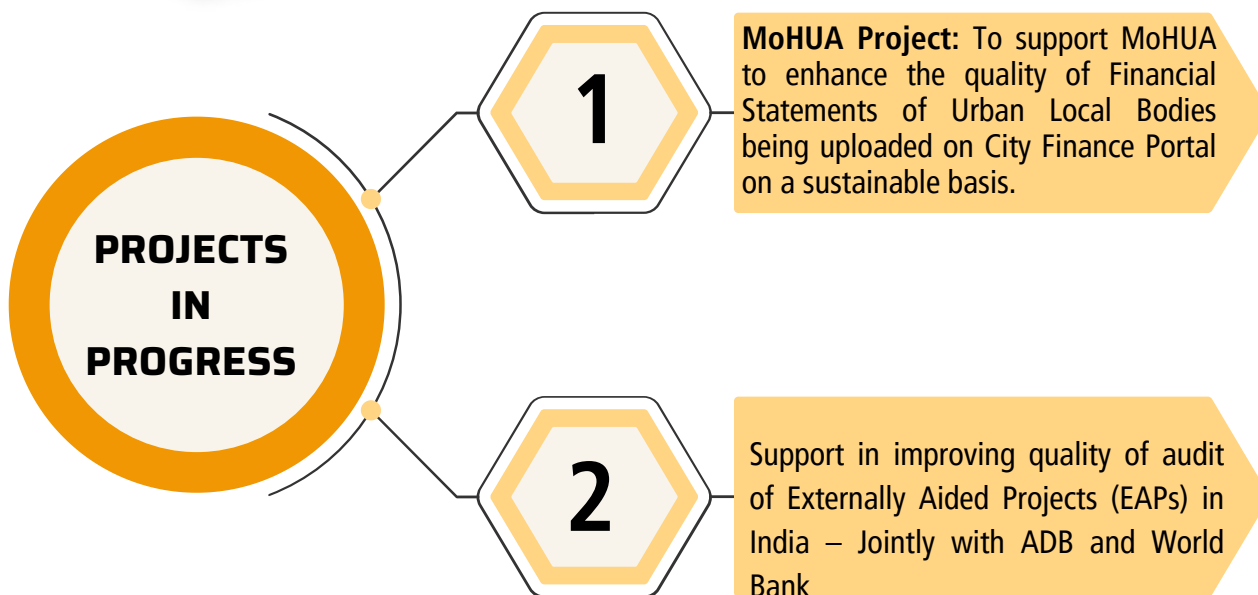 PROJECTS
IN
PROGRESS
1
MoHUA Project: To support MoHUA
to enhance the quality of Financial
Statements of Urban Local Bodies
being uploaded on City Finance Portal
on a sustainable basis.
2
Support in improving quality of audit
of Externally Aided Projects (EAPs) in
India – Jointly with ADB and World
Bank